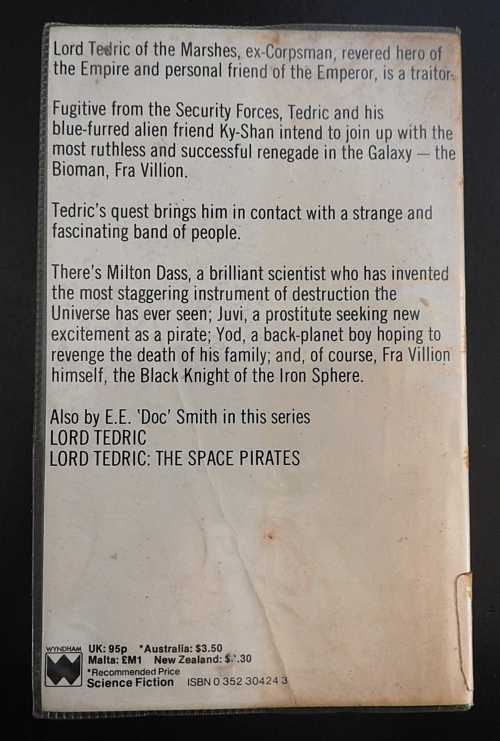 Lord Tedric of the Marshes, ex-Corpsman, revered hero of
the Empire and personal friend of the Emperor, is a traitor.
Fugitive from the Security Forces, Tedric and his
blue-furred alien friend Ky-Shan intend to join up with the
most ruthless and successful renegade in the Galaxy — the
Bioman, Fra Villion.
Tedric's quest brings him in contact with a strange and
fascinating band of people.
There's Milton Dass, a brilliant scientist who has invented
the most staggering instrument of destruction the
Universe has ever seen; Juvi, a prostitute seeking new
excitement as a pirate; Yod, a back-planet boy hoping to
revenge the death of his family; and, of course, Fra Villion
himself, the Black Knight of the Iron Sphere.
Also by E.E. 'Doc' Smith in this series
LORD TEDRIC
LORD TEDRIC: THE SPACE PIRATES
WYNDHAM
UK: 95p *Australia: $3.50
Malta: £M1 New Zealand:
*Recommended Price
Science Fiction ISBN 0 352 30424 3